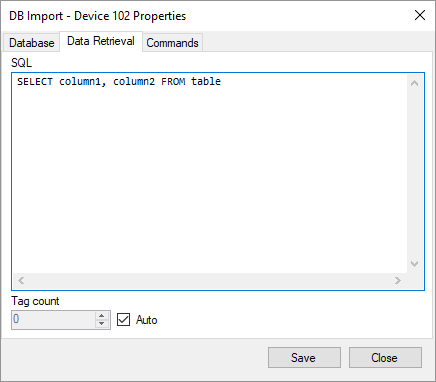 DB Import - Device 102 Properties
Database Data Retrieval Commands
SQL
SELECT column1, column2 FROM table
Tag count
0 Auto
Save Close